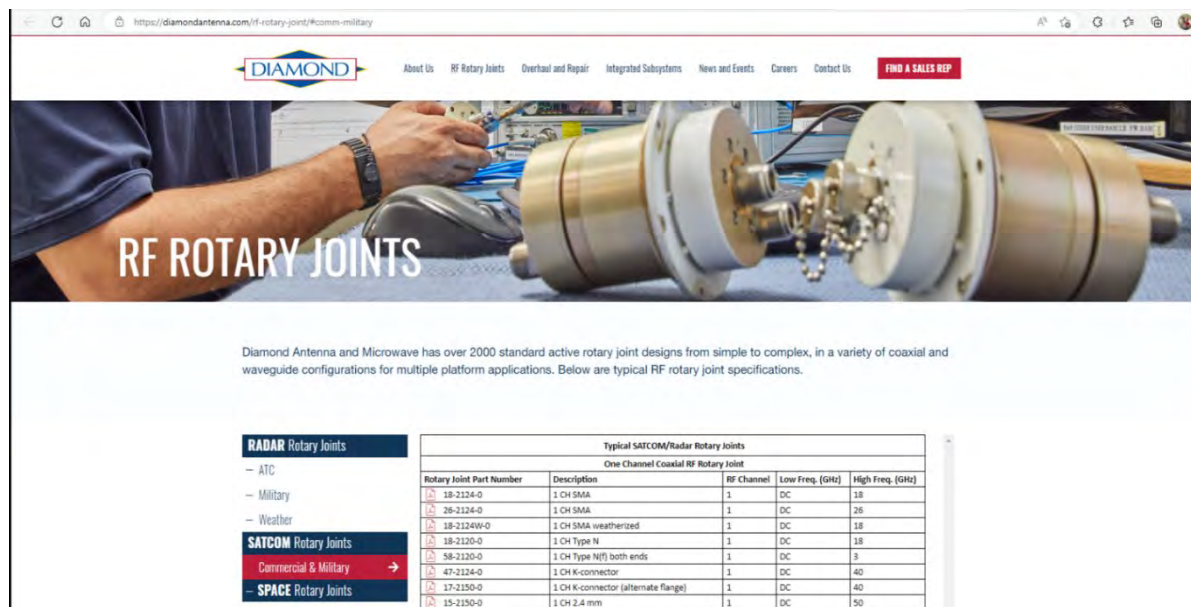 https://diamondantenna.com/rf-rotary-joint/#comm-military
DIAMOND
About Us RF Rotary Joints Overhaul and Repair Integrated Subsystems News and Events Careers Contact Us FIND A SALES REP
RF ROTARY JOINTS
Diamond Antenna and Microwave has over 2000 standard active rotary joint designs from simple to complex, in a variety of coaxial and
waveguide configurations for multiple platform applications. Below are typical RF rotary joint specifications.
RADAR Rotary Joints
– ATC
– Military
– Weather
SATCOM Rotary Joints
Commercial & Military →
– SPACE Rotary Joints
Typical SATCOM/Radar Rotary Joints
One Channel Coaxial RF Rotary Joint
Rotary Joint Part Number Description RF Channel Low Freq. (GHz) High Freq. (GHz)
18-2124-0 1 CH SMA 1 DC 18
26-2124-0 1 CH SMA 1 DC 26
18-2124W-0 1 CH SMA weatherized 1 DC 18
18-2120-0 1 CH Type N 1 DC 18
58-2120-0 1 CH Type N(f) both ends 1 DC 3
47-2124-0 1 CH K-connector 1 DC 40
17-2150-0 1 CH K-connector (alternate flange) 1 DC 40
15-2150-0 1 CH 2.4 mm 1 DC 50